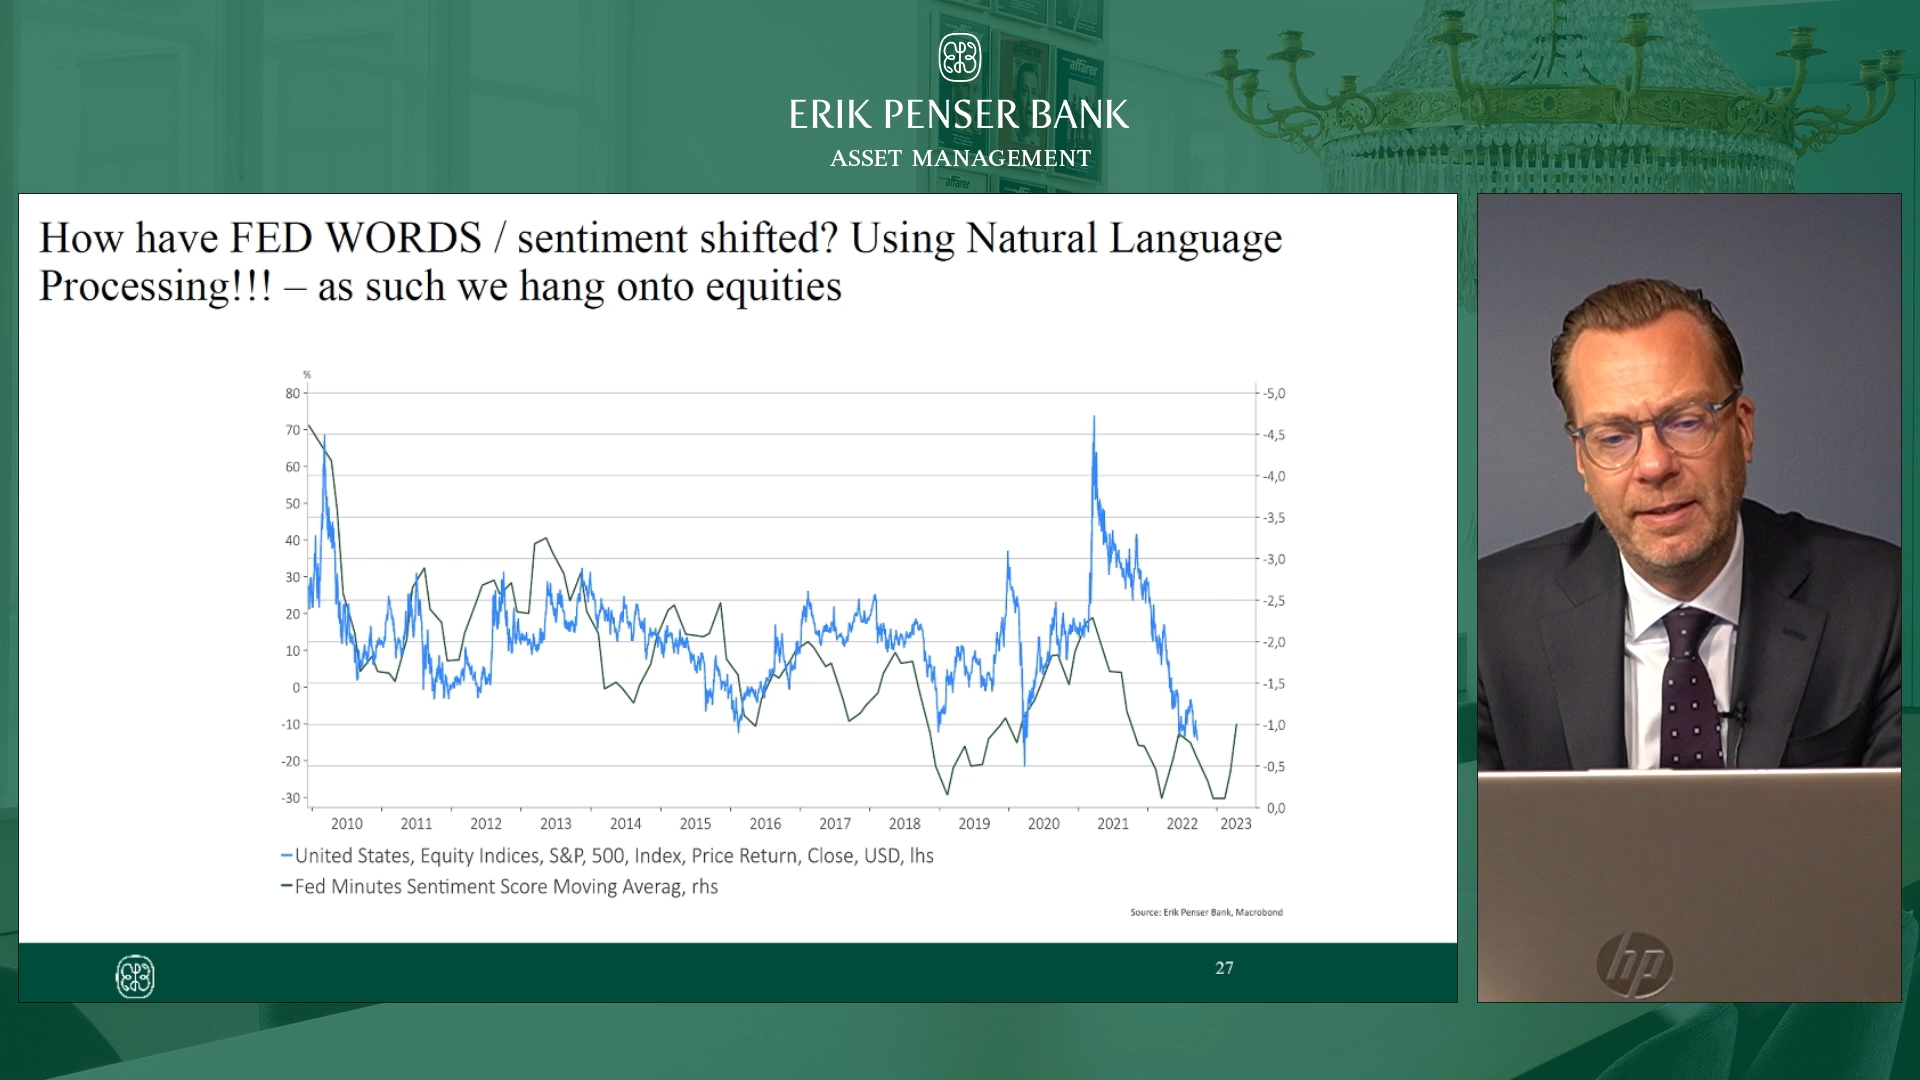 affärer
affärer
affärer
ERIK PENSER BANK
ASSET MANAGEMENT
How have FED WORDS / sentiment shifted? Using Natural Language
Processing!!! – as such we hang onto equities
%
80
70
60
50
40
30
20
10
0
-10
-20
-30
-5,0
-4,5
-4,0
-3,5
-3,0
-2,5
-2,0
-1,5
-1,0
-0,5
0,0
2010 2011 2012 2013 2014 2015 2016 2017 2018 2019 2020 2021 2022 2023
United States, Equity Indices, S&P, 500, Index, Price Return, Close, USD, lhs
Fed Minutes Sentiment Score Moving Averag, rhs
Source: Erik Penser Bank, Macrobond
27
hp